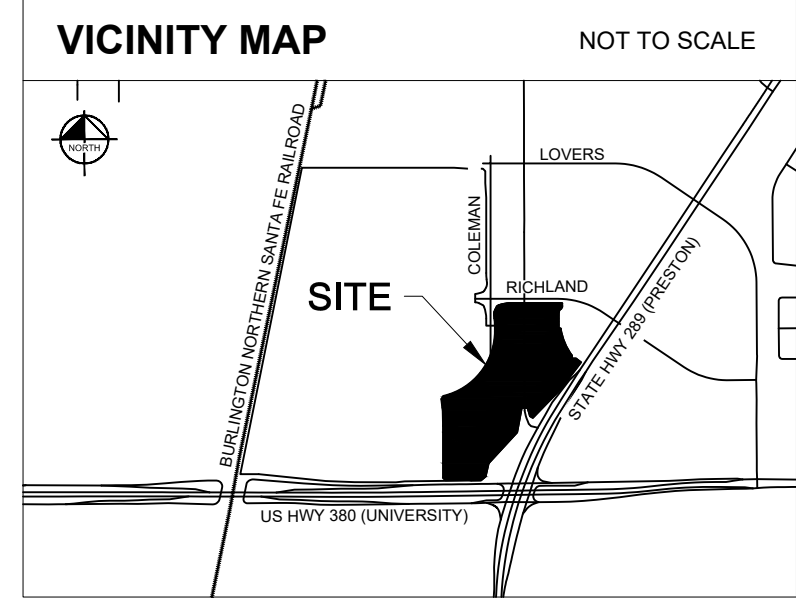 VICINITY MAP
NOT TO SCALE
NORTH
BURLINGTON NORTHERN SANTA FE RAILROAD
LOVERS
COLEMAN
RICHLAND
SITE
STATE HWY 289 (PRESTON)
US HWY 380 (UNIVERSITY)